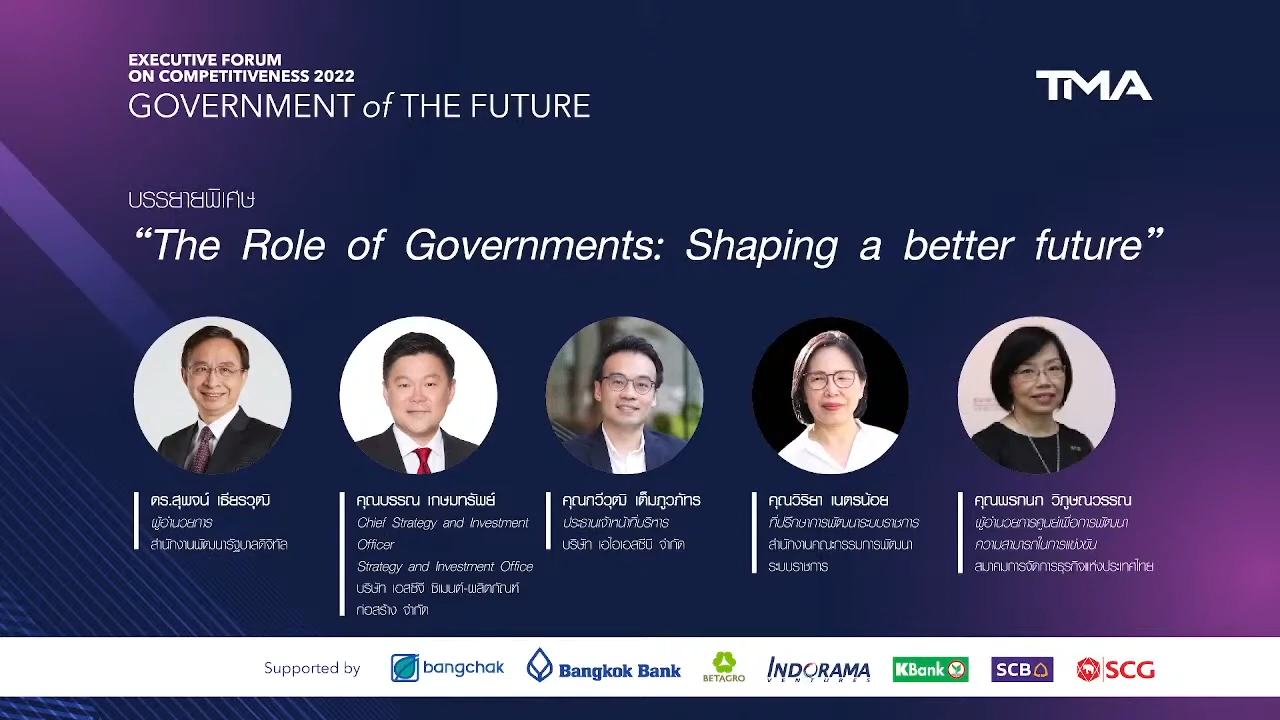 EXECUTIVE FORUM
ON COMPETITIVENESS 2022
GOVERNMENT of THE FUTURE
TMA
บรรยายพิเศษ
“The Role of Governments: Shaping a better future”
ดร.สุพจน์ เธียรวุฒิ
ผู้อำนวยการ
สำนักงานพัฒนารัฐบาลดิจิทัล
คุณบรรณ เกษมทรัพย์
Chief Strategy and Investment
Officer
Strategy and Investment Office
บริษัท เอสซีจี ซิเมนต์-ผลิตภัณฑ์
ก่อสร้าง จำกัด
คุณกวีวุฒิ เต็มภูวภัทร
ประธานเจ้าหน้าที่บริการ
บริษัท เอไอเอสซีบี จำกัด
คุณวิริยา เนตรน้อย
ที่ปรึกษาการพัฒนาระบบราชการ
สำนักงานคณะกรรมการพัฒนา
ระบบราชการ
คุณพรกนก วิภูษณวรรณ
ผู้อำนวยการศูนย์เพื่อการพัฒนา
ความสามารถในการแข่งขัน
สมาคมการจัดการธุรกิจแห่งประเทศไทย
Supported by
bangchak
Bangkok Bank
BETAGRO
INDORAMA
VENTURES
KBank
SCB
SCG